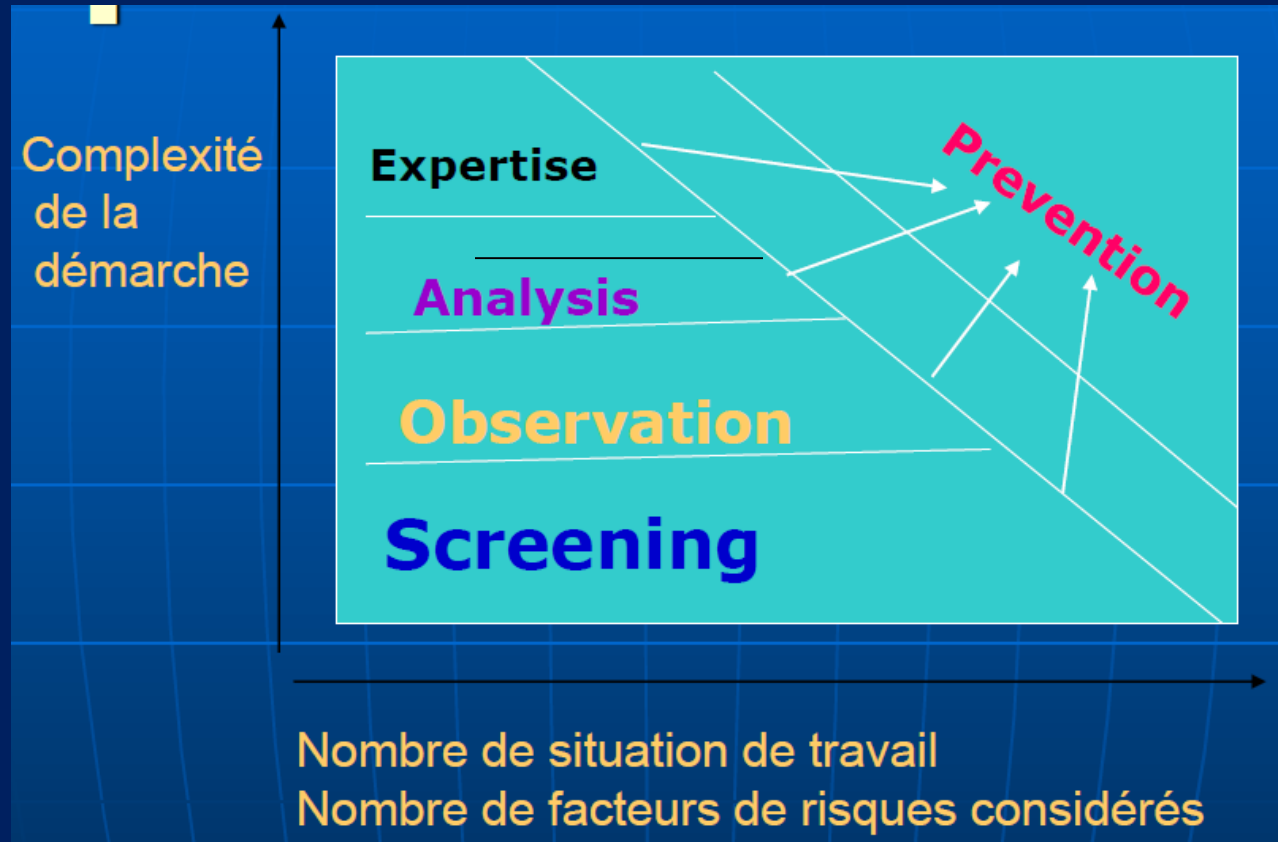 Complexité
de la
démarche
Expertise
Analysis
Observation
Screening
Prevention
Nombre de situation de travail
Nombre de facteurs de risques considérés